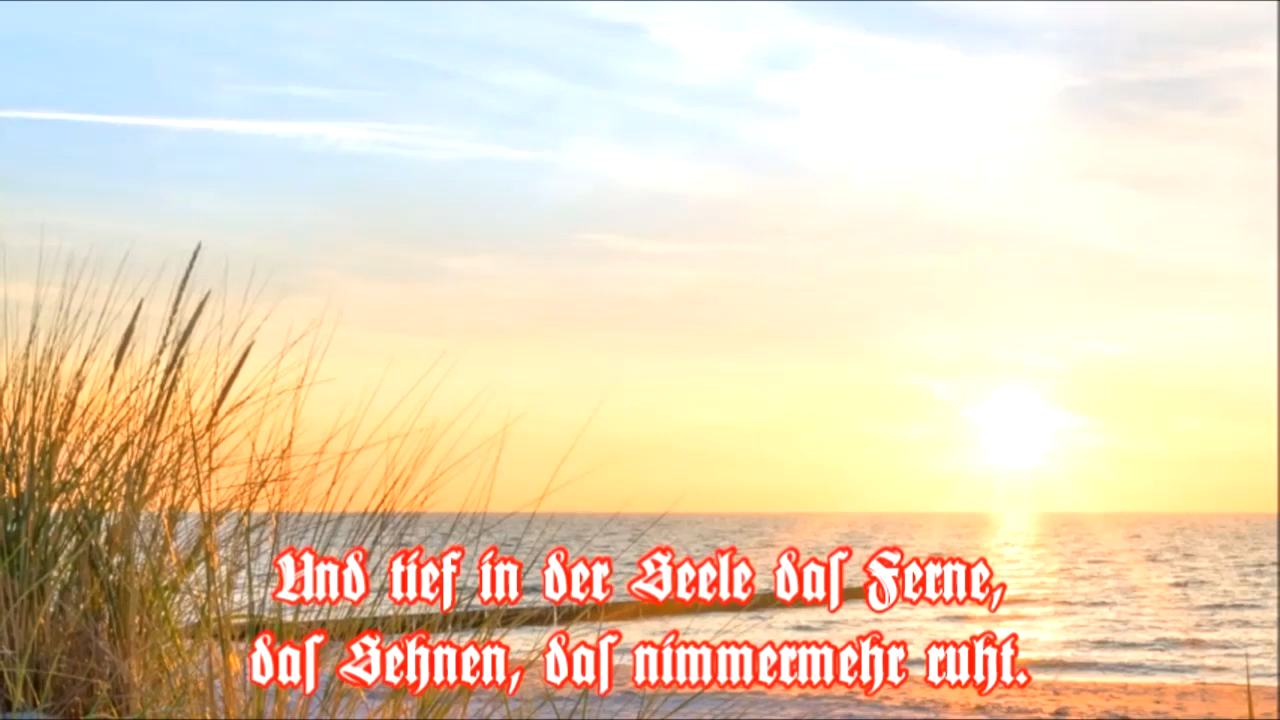 Und tief in der Seele daſ Ferne,
daſ Sehnen, daſ nimmermehr ruht.